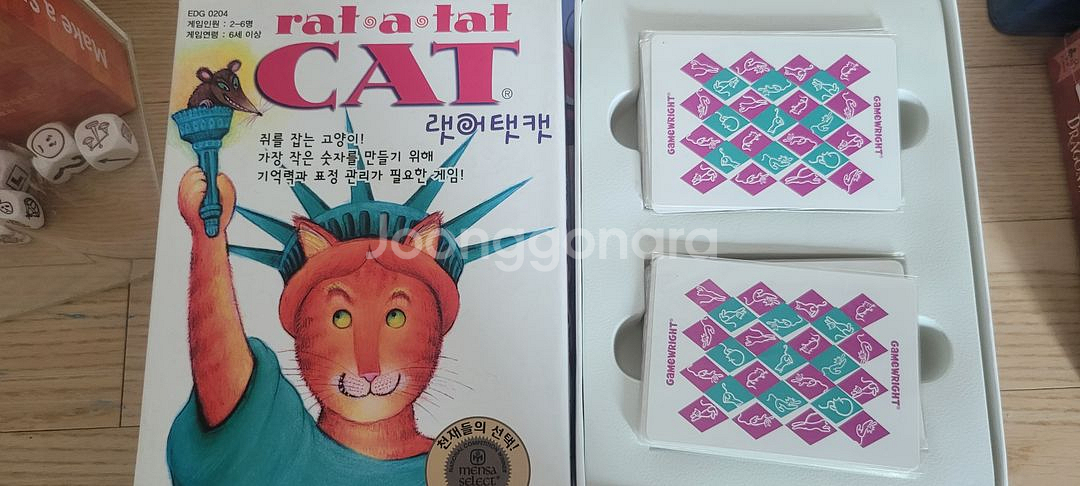 EDG 0204
게임인원 : 2-6명
게임연령 : 6세 이상
rat·a·tat
CAT®
랫어탯캣
쥐를 잡는 고양이!
가장 작은 숫자를 만들기 위해
기억력과 표정 관리가 필요한 게임!
천재들의 선택!
mensa
select®
GAMEWRIGHT®
GAMEWRIGHT®
GAMEWRIGHT®
GAMEWRIGHT®
Joonggonara
Make a